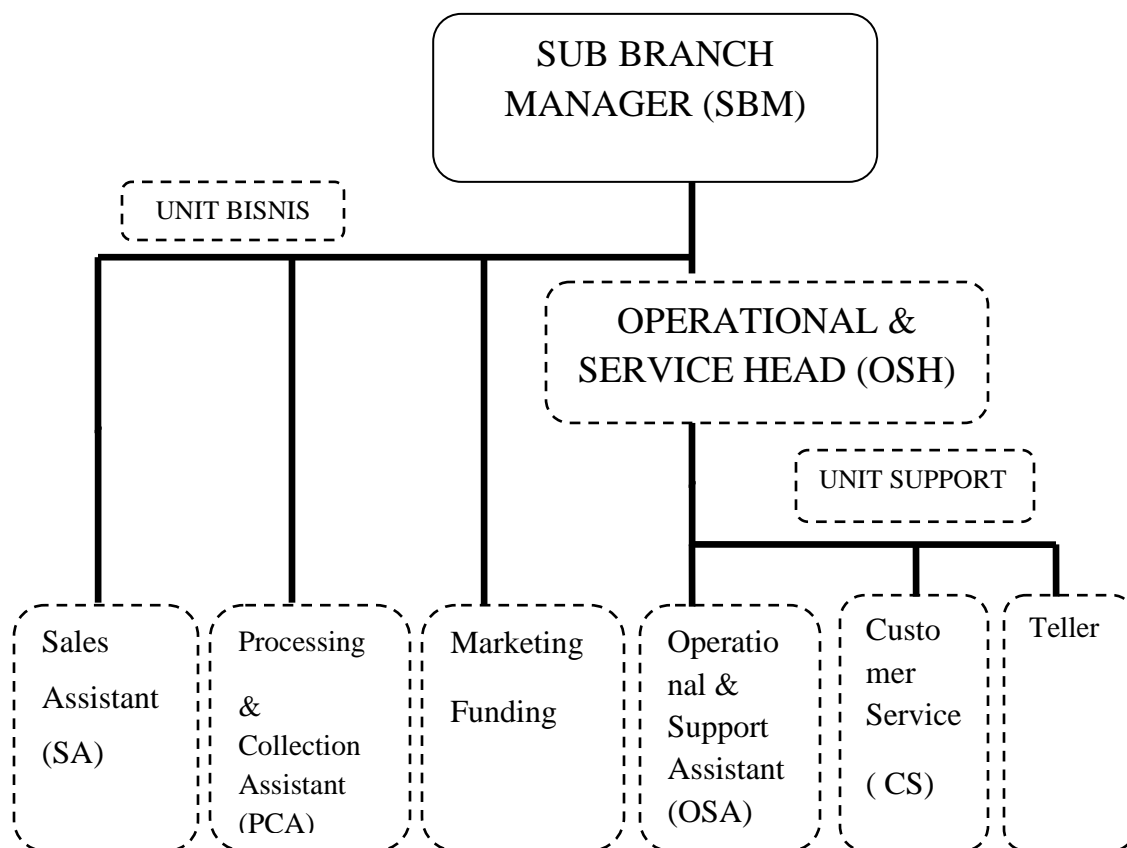 SUB BRANCH
MANAGER (SBM)
UNIT BISNIS
OPERATIONAL &
SERVICE HEAD (OSH)
UNIT SUPPORT
Sales
Assistant
(SA)
Processing
&
Collection
Assistant
(PCA)
Marketing
Funding
Operatio
nal &
Support
Assistant
(OSA)
Custo
mer
Service
( CS)
Teller